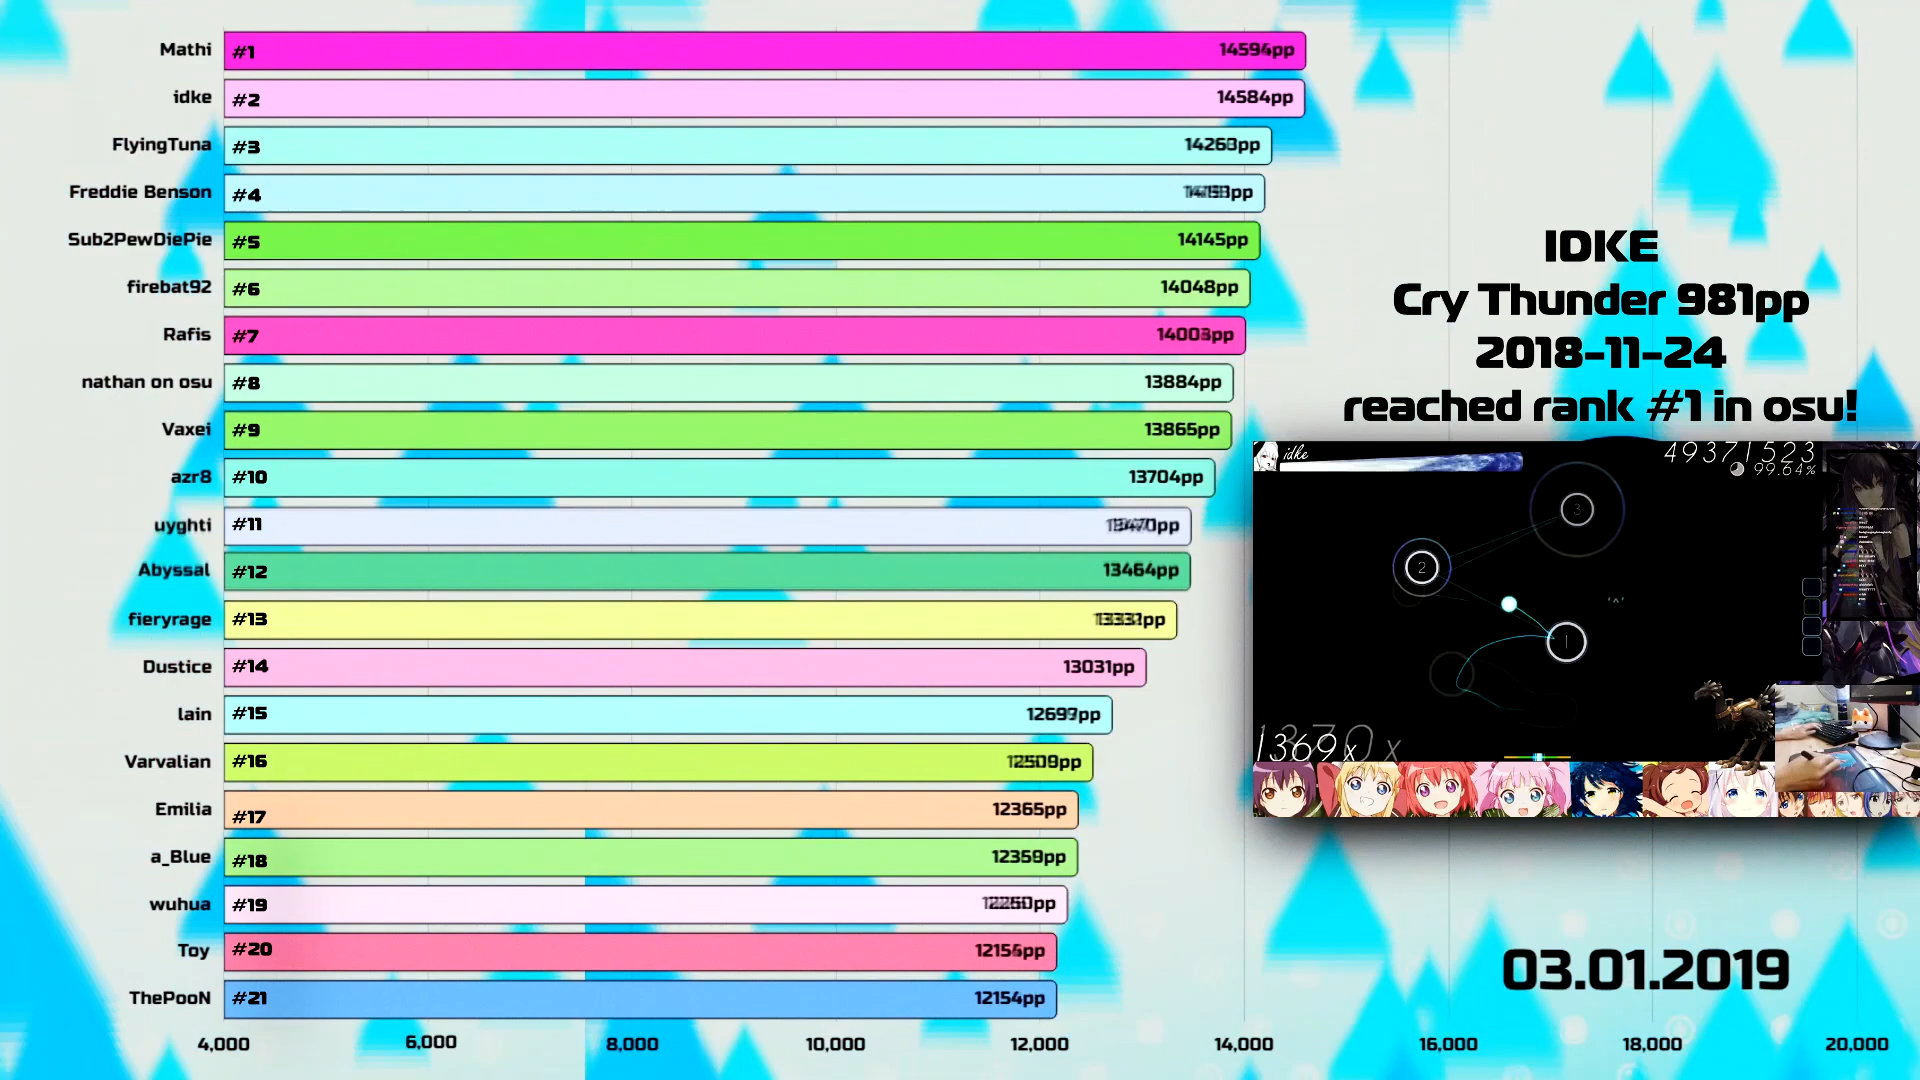 Mathi #1 14594pp
idke #2 14584pp
FlyingTuna #3
Freddie Benson #4
Sub2PewDiePie #5 14145pp
firebat92 #6 14048pp
Rafis #7
nathan on osu #8 13884pp
Vaxei #9 13865pp
azr8 #10 13704pp
uyghti #11
Abyssal #12 13464pp
fieryrage #13
Dustice #14 13031pp
lain #15
Varvalian #16
Emilia #17 12365pp
a_Blue #18
wuhua #19
Toy #20
ThePooN #21 12154pp
4,000 6,000 8,000 10,000 12,000 14,000 16,000 18,000 20,000
IDKE
Cry Thunder 981pp
2018-11-24
reached rank #1 in osu!
idke
49371523
99.64%
3
2
1
03.01.2019